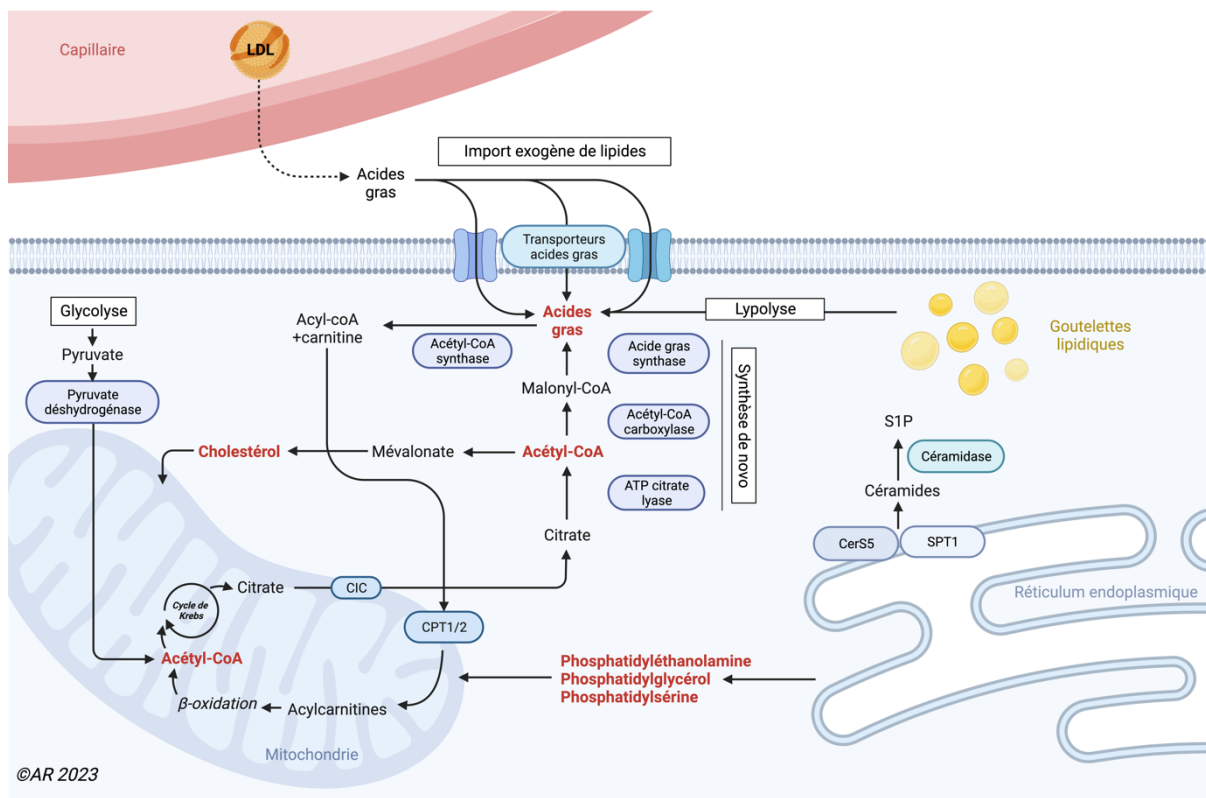 Capillaire
LDL
Import exogène de lipides
Acides
gras
Transporteurs
acides gras
Glycolyse
Pyruvate
Pyruvate
déshydrogénase
Acyl-coA
+carnitine
Acétyl-CoA
synthase
Acides
gras
Lypolyse
Goutelettes
lipidiques
Acide gras
synthase
Malonyl-CoA
Acétyl-CoA
carboxylase
Synthèse de novo
Cholestérol
Mévalonate
Acétyl-CoA
ATP citrate
lyase
Citrate
S1P
Céramidase
Céramides
CerS5
SPT1
Réticulum endoplasmique
Citrate
CIC
Cycle de
Krebs
CPT1/2
Acétyl-CoA
β-oxidation
Acylcarnitines
Phosphatidyléthanolamine
Phosphatidylglycérol
Phosphatidylsérine
Mitochondrie
©AR 2023